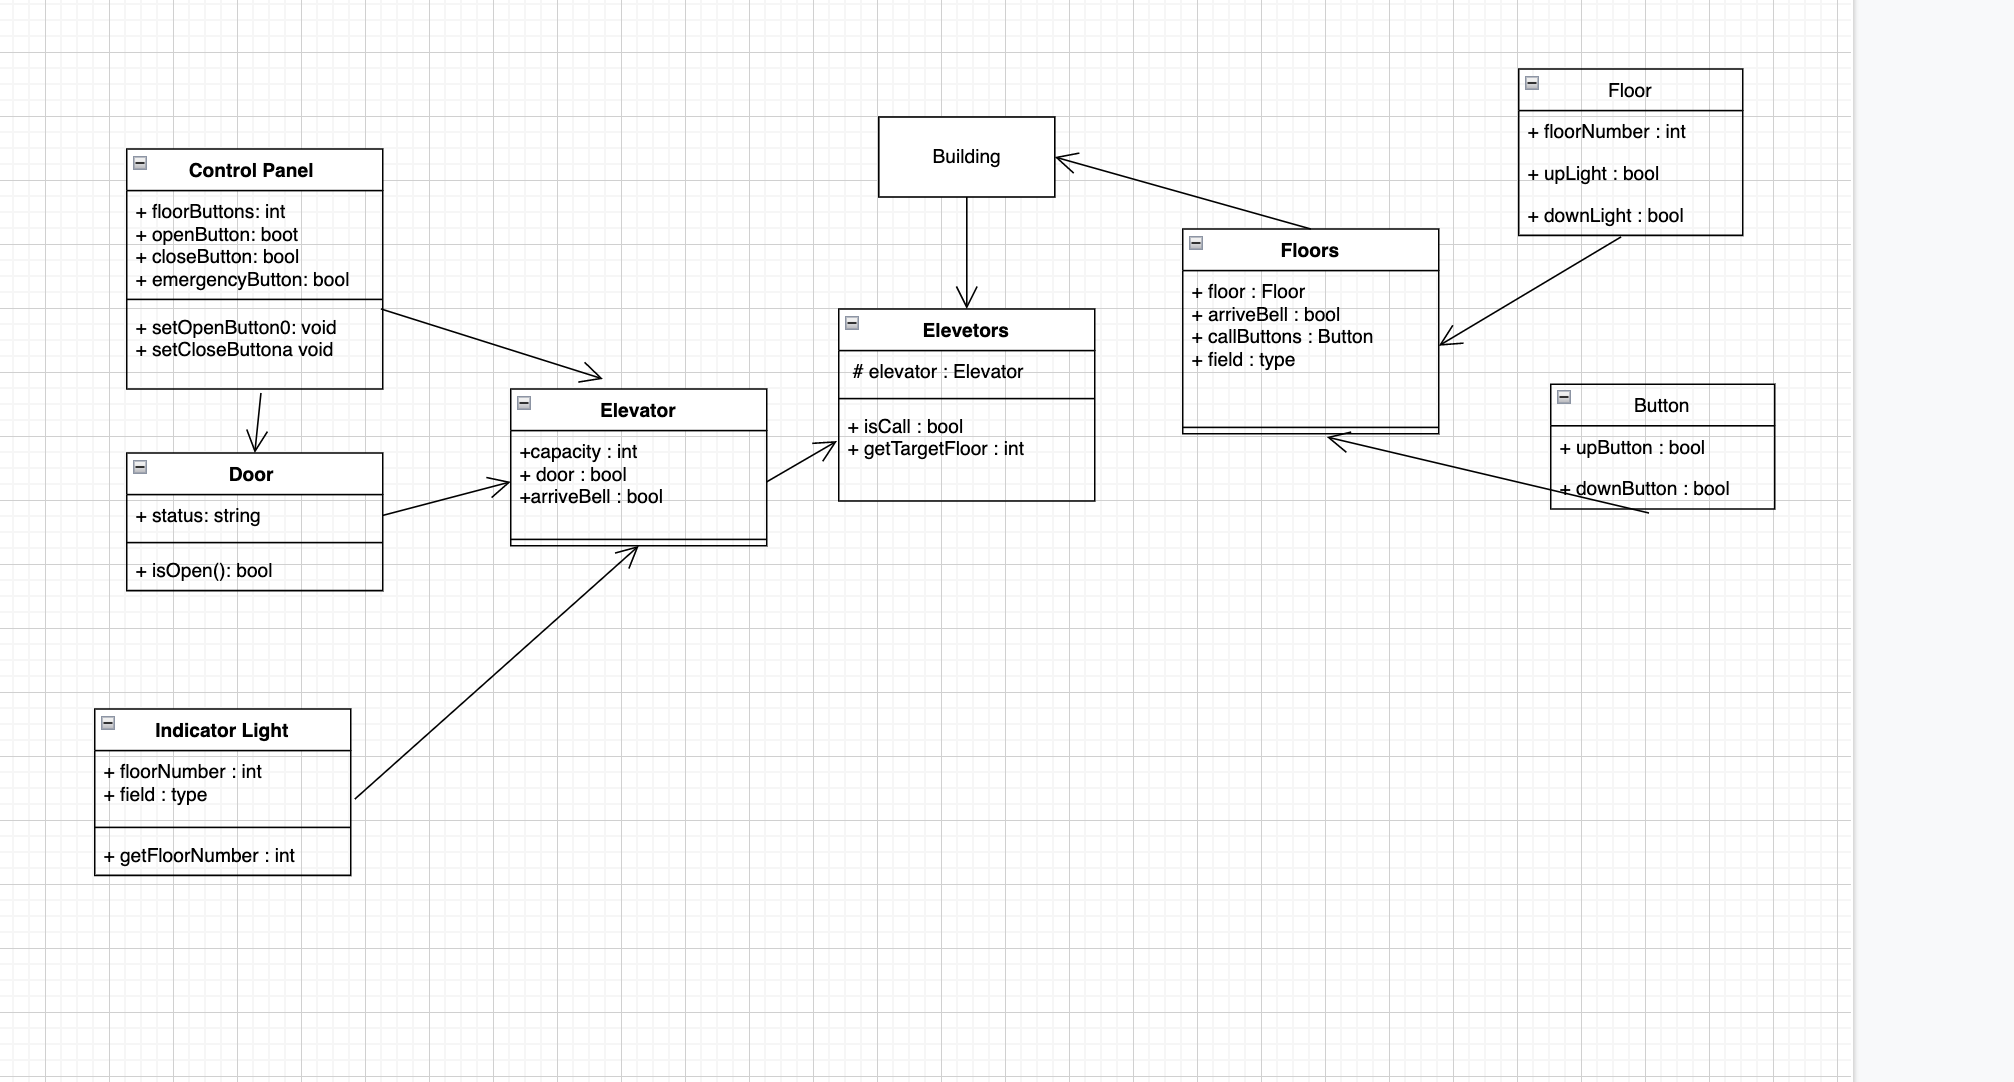 Control Panel
+ floorButtons: int
+ openButton: boot
+ closeButton: bool
+ emergencyButton: bool
+ setOpenButton0: void
+ setCloseButtona void
Door
+ status: string
+ isOpen(): bool
Indicator Light
+ floorNumber : int
+ field : type
+ getFloorNumber : int
Elevator
+capacity : int
+ door : bool
+arriveBell : bool
Building
Elevetors
# elevator : Elevator
+ isCall : bool
+ getTargetFloor : int
Floors
+ floor : Floor
+ arriveBell : bool
+ callButtons : Button
+ field : type
Floor
+ floorNumber : int
+ upLight : bool
+ downLight : bool
Button
+ upButton : bool
+ downButton : bool